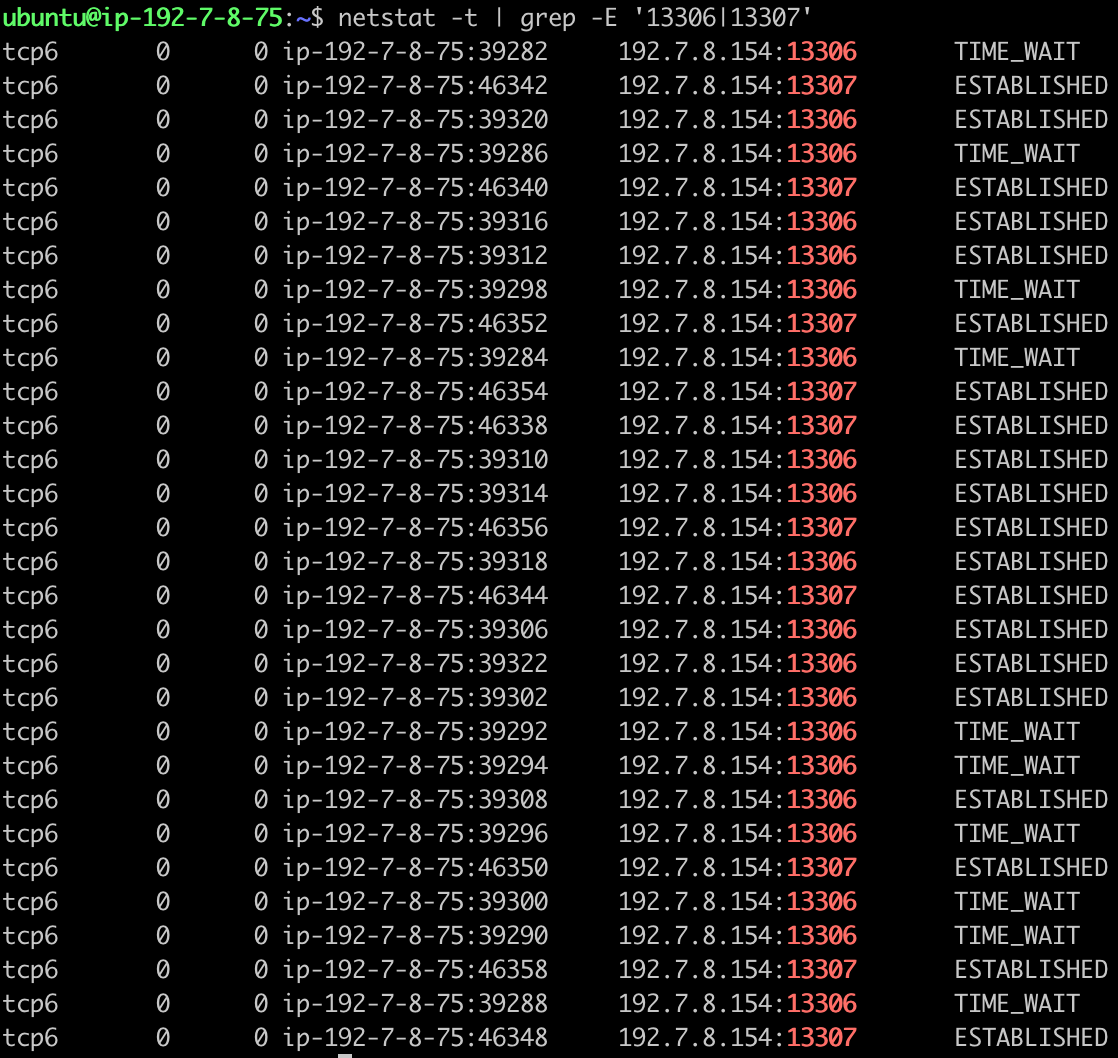 ubuntu@ip-192-7-8-75:~$ netstat -t | grep -E '13306|13307'
tcp6 0 0 ip-192-7-8-75:39282 192.7.8.154:13306 TIME_WAIT
tcp6 0 0 ip-192-7-8-75:46342 192.7.8.154:13307 ESTABLISHED
tcp6 0 0 ip-192-7-8-75:39320 192.7.8.154:13306 ESTABLISHED
tcp6 0 0 ip-192-7-8-75:39286 192.7.8.154:13306 TIME_WAIT
tcp6 0 0 ip-192-7-8-75:46340 192.7.8.154:13307 ESTABLISHED
tcp6 0 0 ip-192-7-8-75:39316 192.7.8.154:13306 ESTABLISHED
tcp6 0 0 ip-192-7-8-75:39312 192.7.8.154:13306 ESTABLISHED
tcp6 0 0 ip-192-7-8-75:39298 192.7.8.154:13306 TIME_WAIT
tcp6 0 0 ip-192-7-8-75:46352 192.7.8.154:13307 ESTABLISHED
tcp6 0 0 ip-192-7-8-75:39284 192.7.8.154:13306 TIME_WAIT
tcp6 0 0 ip-192-7-8-75:46354 192.7.8.154:13307 ESTABLISHED
tcp6 0 0 ip-192-7-8-75:46338 192.7.8.154:13307 ESTABLISHED
tcp6 0 0 ip-192-7-8-75:39310 192.7.8.154:13306 ESTABLISHED
tcp6 0 0 ip-192-7-8-75:39314 192.7.8.154:13306 ESTABLISHED
tcp6 0 0 ip-192-7-8-75:46356 192.7.8.154:13307 ESTABLISHED
tcp6 0 0 ip-192-7-8-75:39318 192.7.8.154:13306 ESTABLISHED
tcp6 0 0 ip-192-7-8-75:46344 192.7.8.154:13307 ESTABLISHED
tcp6 0 0 ip-192-7-8-75:39306 192.7.8.154:13306 ESTABLISHED
tcp6 0 0 ip-192-7-8-75:39322 192.7.8.154:13306 ESTABLISHED
tcp6 0 0 ip-192-7-8-75:39302 192.7.8.154:13306 ESTABLISHED
tcp6 0 0 ip-192-7-8-75:39292 192.7.8.154:13306 TIME_WAIT
tcp6 0 0 ip-192-7-8-75:39294 192.7.8.154:13306 TIME_WAIT
tcp6 0 0 ip-192-7-8-75:39308 192.7.8.154:13306 ESTABLISHED
tcp6 0 0 ip-192-7-8-75:39296 192.7.8.154:13306 TIME_WAIT
tcp6 0 0 ip-192-7-8-75:46350 192.7.8.154:13307 ESTABLISHED
tcp6 0 0 ip-192-7-8-75:39300 192.7.8.154:13306 TIME_WAIT
tcp6 0 0 ip-192-7-8-75:39290 192.7.8.154:13306 TIME_WAIT
tcp6 0 0 ip-192-7-8-75:46358 192.7.8.154:13307 ESTABLISHED
tcp6 0 0 ip-192-7-8-75:39288 192.7.8.154:13306 TIME_WAIT
tcp6 0 0 ip-192-7-8-75:46348 192.7.8.154:13307 ESTABLISHED